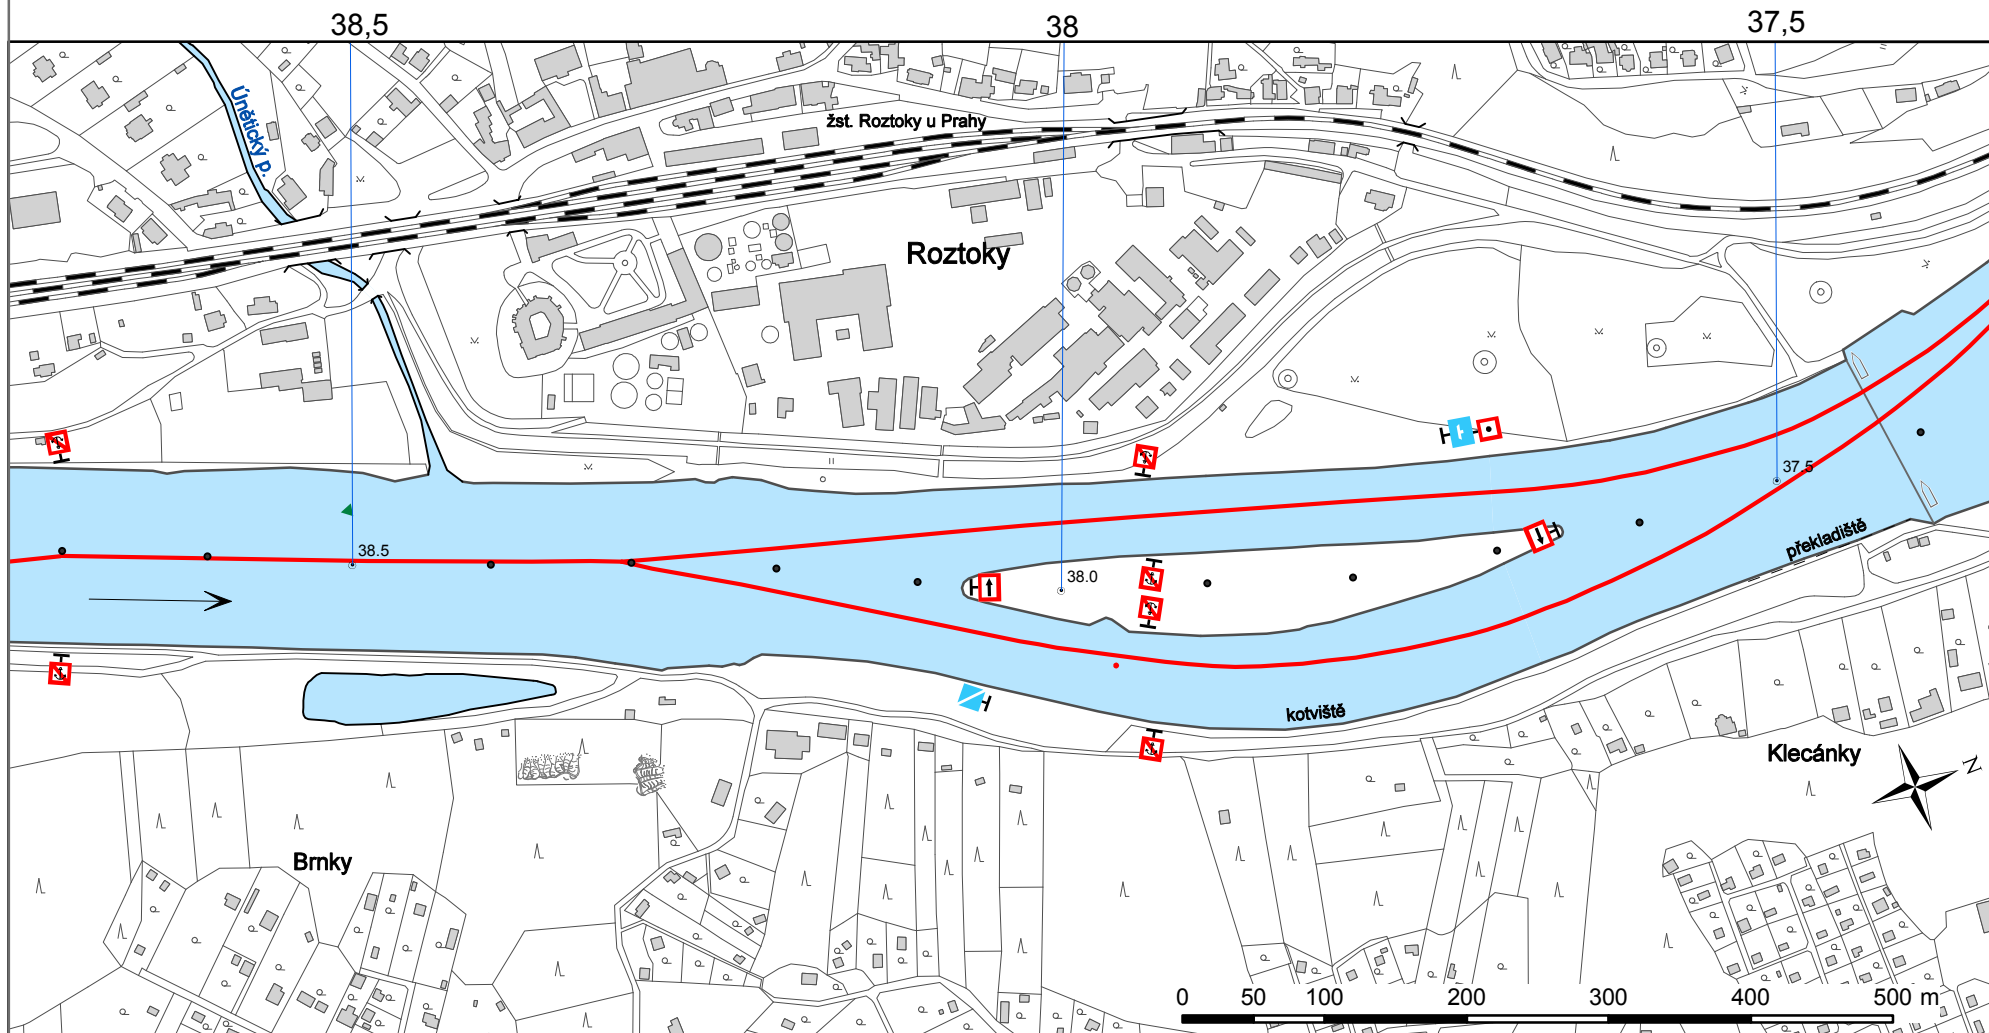 38,5
38
37,5
Únětický p.
žst. Roztoky u Prahy
Roztoky
37.5
38.5
38.0
překladiště
kotviště
Klecánky
N
Brnky
0 50 100 200 300 400 500 m